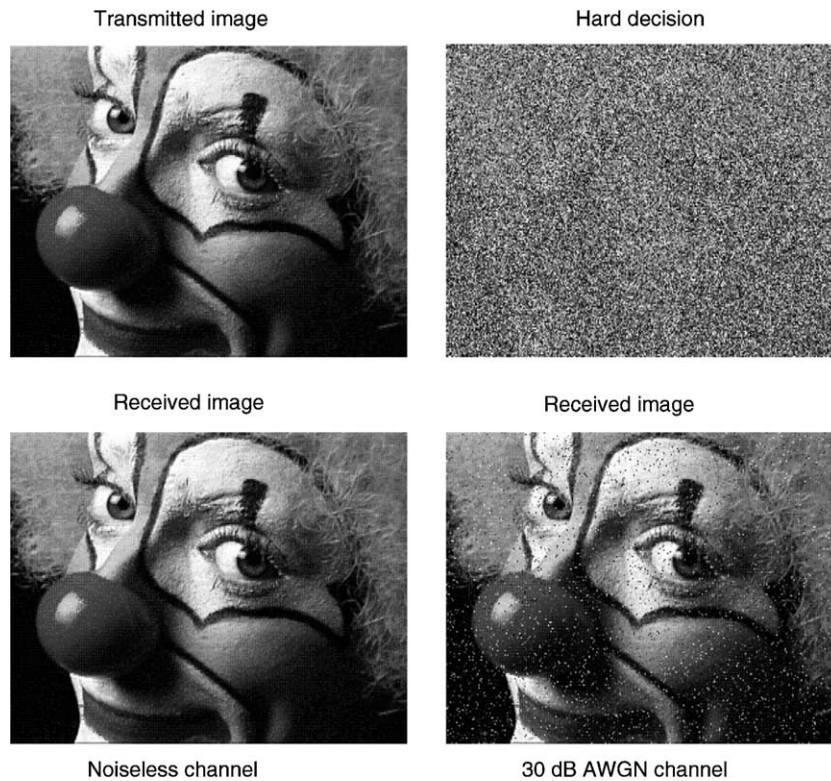 Transmitted image
Hard decision
Received image
Received image
Noiseless channel
30 dB AWGN channel